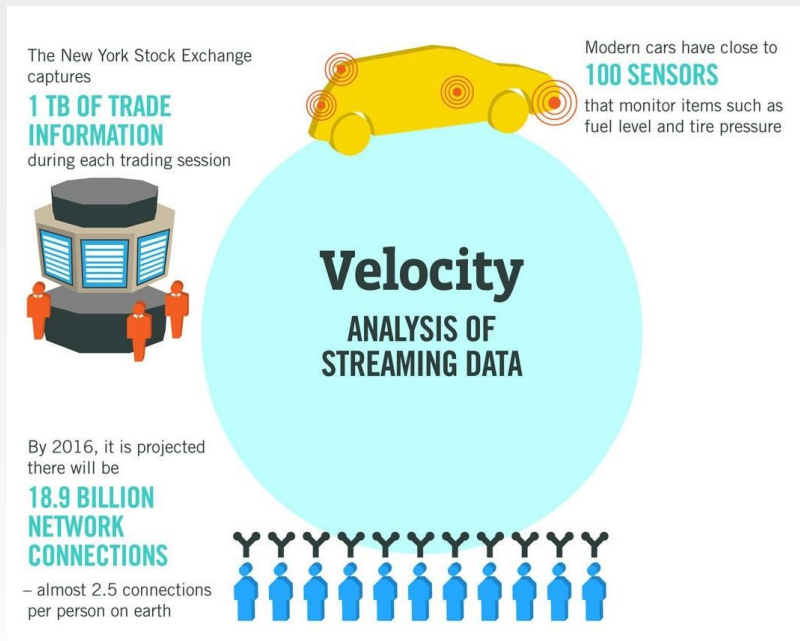 The New York Stock Exchange
captures
1 TB OF TRADE
INFORMATION
during each trading session
Modern cars have close to
100 SENSORS
that monitor items such as
fuel level and tire pressure
Velocity
ANALYSIS OF
STREAMING DATA
By 2016, it is projected
there will be
18.9 BILLION
NETWORK
CONNECTIONS
– almost 2.5 connections
per person on earth